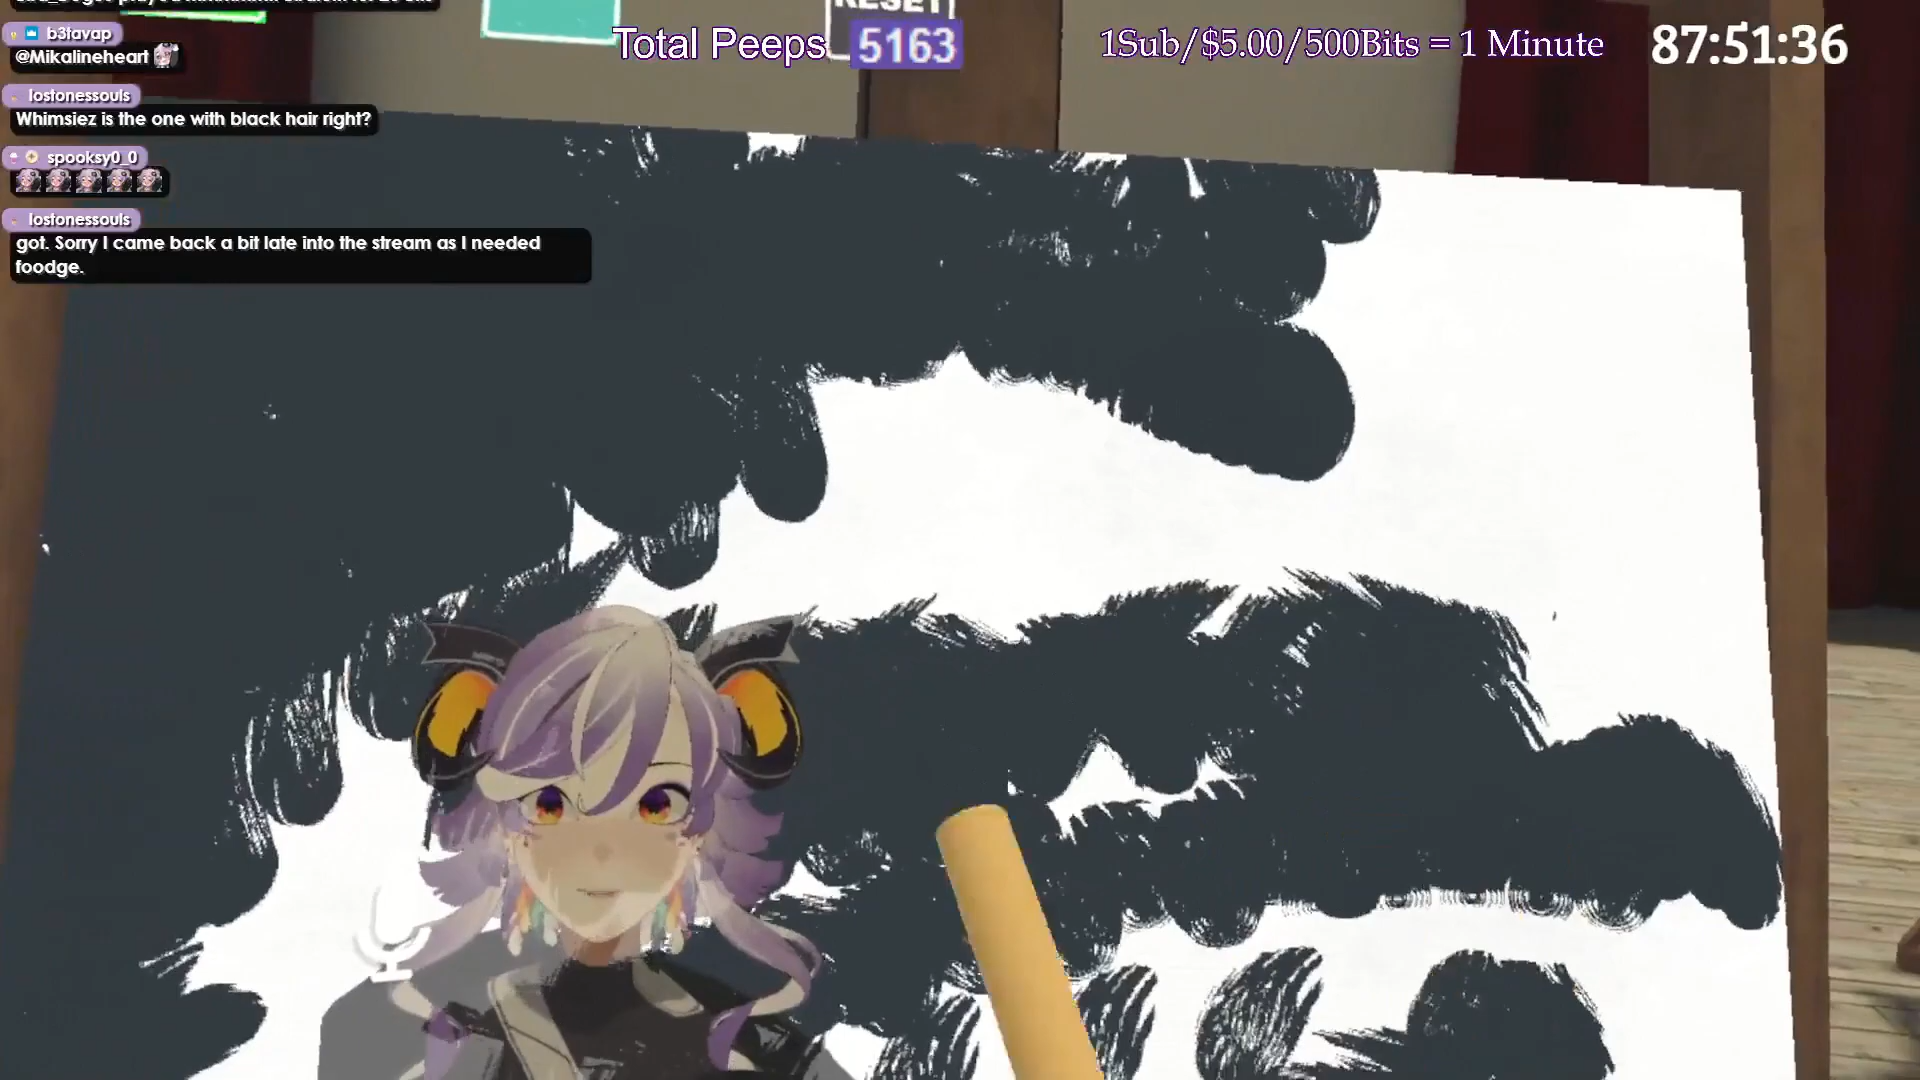 RESET
b3tavap
Total Peeps 5163
1Sub/$5.00/500Bits = 1 Minute
87:51:36
@Mikalineheart
lostonessouls
Whimsiez is the one with black hair right?
spooksy0_0
lostonessouls
got. Sorry I came back a bit late into the stream as I needed
foodge.